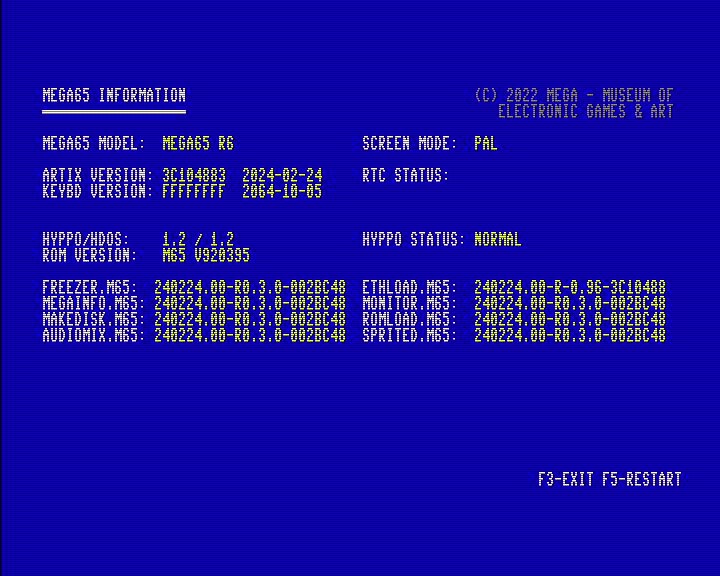 MEGA65 INFORMATION (C) 2022 MEGA - MUSEUM OF
ELECTRONIC GAMES & ART
MEGA65 MODEL: MEGA65 R6 SCREEN MODE: PAL
ARTIX VERSION: 3C104883 2024-02-24 RTC STATUS:
KEYBD VERSION: FFFFFFFF 2064-10-05
HYPPO/HDOS: 1.2 / 1.2 HYPPO STATUS: NORMAL
ROM VERSION: M65 V920395
FREEZER.M65: 240224.00-R0.3.0-002BC48 ETHLOAD.M65: 240224.00-R-0.96-3C10488
MEGAINFO.M65: 240224.00-R0.3.0-002BC48 MONITOR.M65: 240224.00-R0.3.0-002BC48
MAKEDISK.M65: 240224.00-R0.3.0-002BC48 ROMLOAD.M65: 240224.00-R0.3.0-002BC48
AUDIOMIX.M65: 240224.00-R0.3.0-002BC48 SPRITED.M65: 240224.00-R0.3.0-002BC48
F3-EXIT F5-RESTART